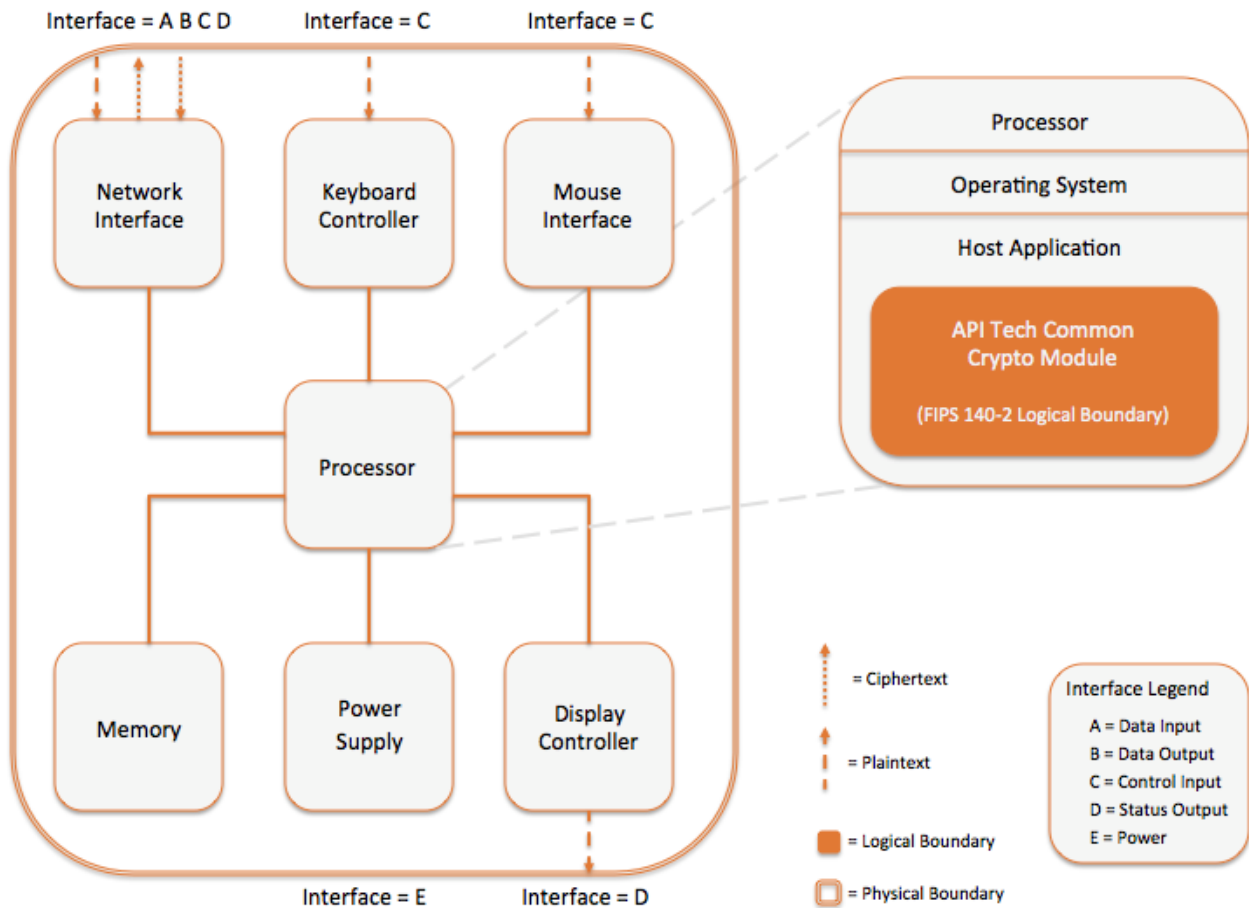 Interface = A B C D
Interface = C
Interface = C
Network
Interface
Keyboard
Controller
Mouse
Interface
Processor
Memory
Power
Supply
Display
Controller
Interface = E
Interface = D
Processor
Operating System
Host Application
API Tech Common
Crypto Module
(FIPS 140-2 Logical Boundary)
= Ciphertext
= Plaintext
= Logical Boundary
= Physical Boundary
Interface Legend
A = Data Input
B = Data Output
C = Control Input
D = Status Output
E = Power